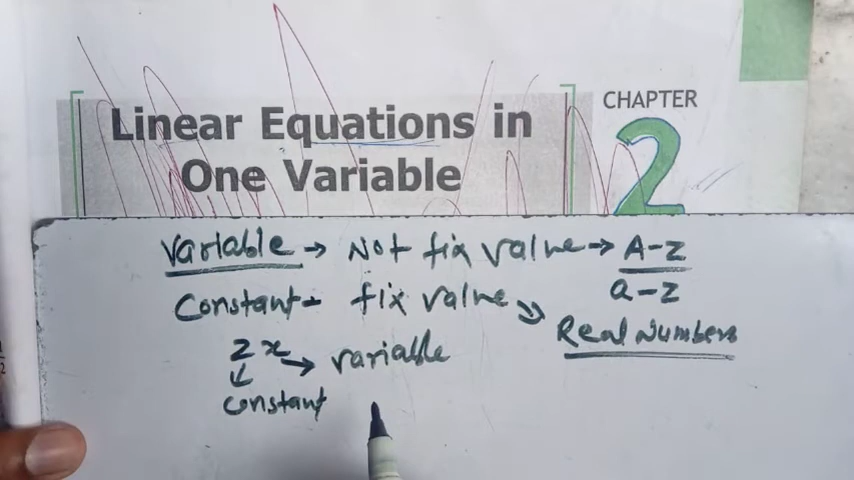 Linear Equations in
One Variable
CHAPTER
2
Variable → Not fix value → A-Z
a-z
Constant - fix value ⇒ Real Numbers
2x → variable
↓
constant